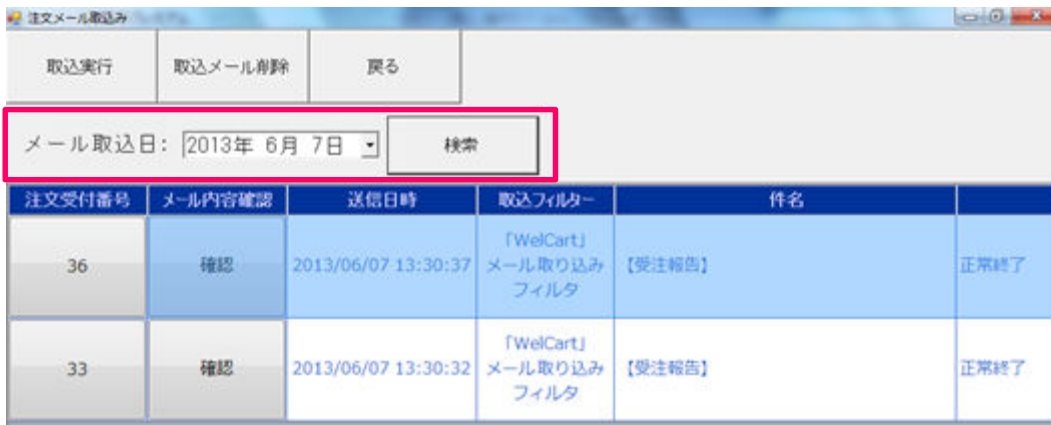 注文メール取込み
取込実行 取込メール削除 戻る
メール取込日: 2013年 6月 7日 検索
注文受付番号 メール内容確認 送信日時 取込フィルター 件名
36 確認 2013/06/07 13:30:37 「WelCart」 【受注報告】 正常終了
メール取り込み
フィルタ
33 確認 2013/06/07 13:30:32 「WelCart」 【受注報告】 正常終了
メール取り込み
フィルタ